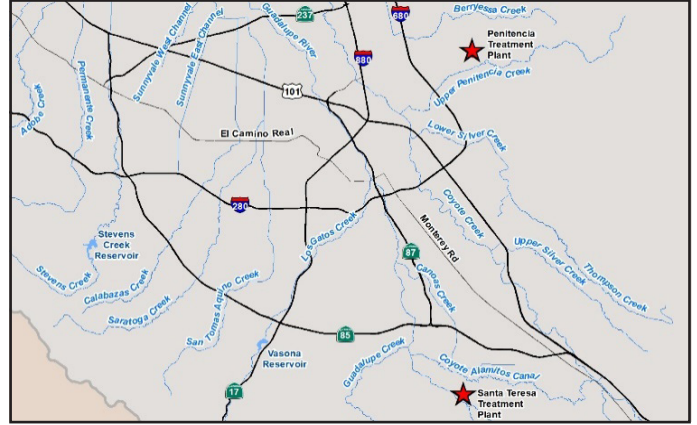 Berryessa Creek
237
680
Guadalupe River
Sunnyvale West Channel
Sunnyvale East Channel
Penitencia
Treatment
Plant
880
Upper Penitencia Creek
Adobe Creek
Permanente Creek
101
El Camino Real
Lower Silver Creek
280
Coyote Creek
Monterey Rd
Los Gatos Creek
Stevens
Creek
Reservoir
87
Upper Silver Creek
Thompson Creek
Canoas Creek
Stevens Creek
Calabazas Creek
Saratoga Creek
San Tomas Aquino Creek
85
Vasona
Reservoir
Guadalupe Creek
Coyote Alamitos Canal
17
Santa Teresa
Treatment
Plant